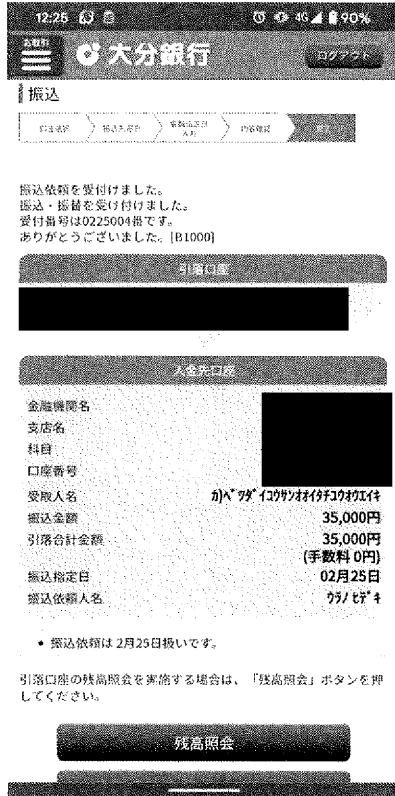 12:25
4G 90%
大分銀行
ログアウト
振込
内容確認
振込依頼を受付けました。
振込・振替を受け付けました。
受付番号は0225004番です。
ありがとうございました。[B1000]
引落口座
入金先口座
金融機関名
支店名
科目
口座番号
受取人名 カ)ベツダイコウサンオオイタチユウオウエイキ
振込金額 35,000円
引落合計金額 35,000円
(手数料 0円)
振込指定日 02月25日
振込依頼人名 ウラノ ヒデキ
• 振込依頼は 2月25日扱いです。
引落口座の残高照会を実施する場合は、「残高照会」ボタンを押
してください。
残高照会